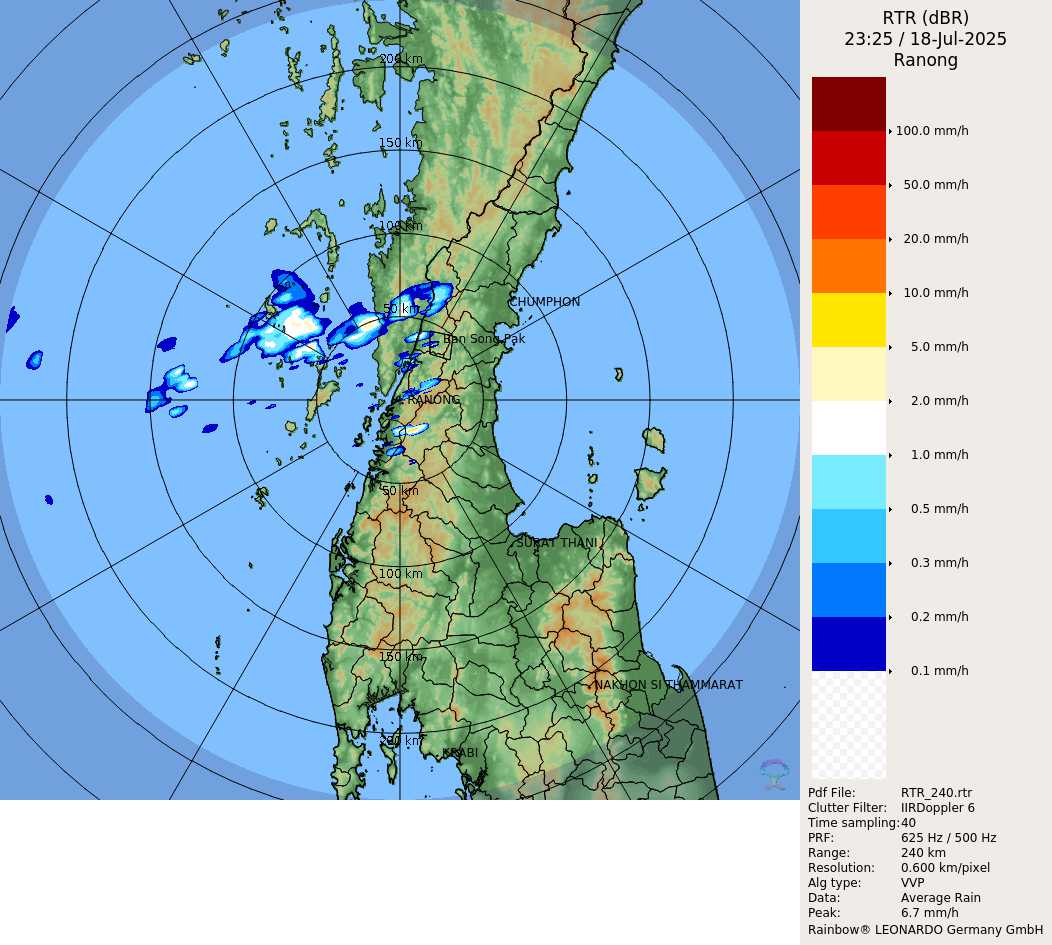 RTR (dBR)
23:25 / 18-Jul-2025
Ranong
200 km
150 km
100 km
50 km
CHUMPHON
Ban Song Pak
RANONG
50 km
SURAT THANI
100 km
150 km
NAKHON SI THAMMARAT
200 km
KRABI
100.0 mm/h
50.0 mm/h
20.0 mm/h
10.0 mm/h
5.0 mm/h
2.0 mm/h
1.0 mm/h
0.5 mm/h
0.3 mm/h
0.2 mm/h
0.1 mm/h
Pdf File: RTR_240.rtr
Clutter Filter: IIRDoppler 6
Time sampling:40
PRF: 625 Hz / 500 Hz
Range: 240 km
Resolution: 0.600 km/pixel
Alg type: VVP
Data: Average Rain
Peak: 6.7 mm/h
Rainbow® LEONARDO Germany GmbH